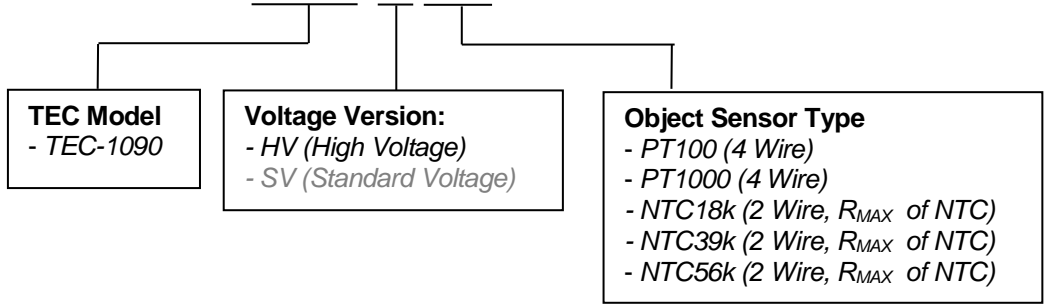 TEC Model
- TEC-1090
Voltage Version:
- HV (High Voltage)
- SV (Standard Voltage)
Object Sensor Type
- PT100 (4 Wire)
- PT1000 (4 Wire)
- NTC18k (2 Wire, RMAX of NTC)
- NTC39k (2 Wire, RMAX of NTC)
- NTC56k (2 Wire, RMAX of NTC)